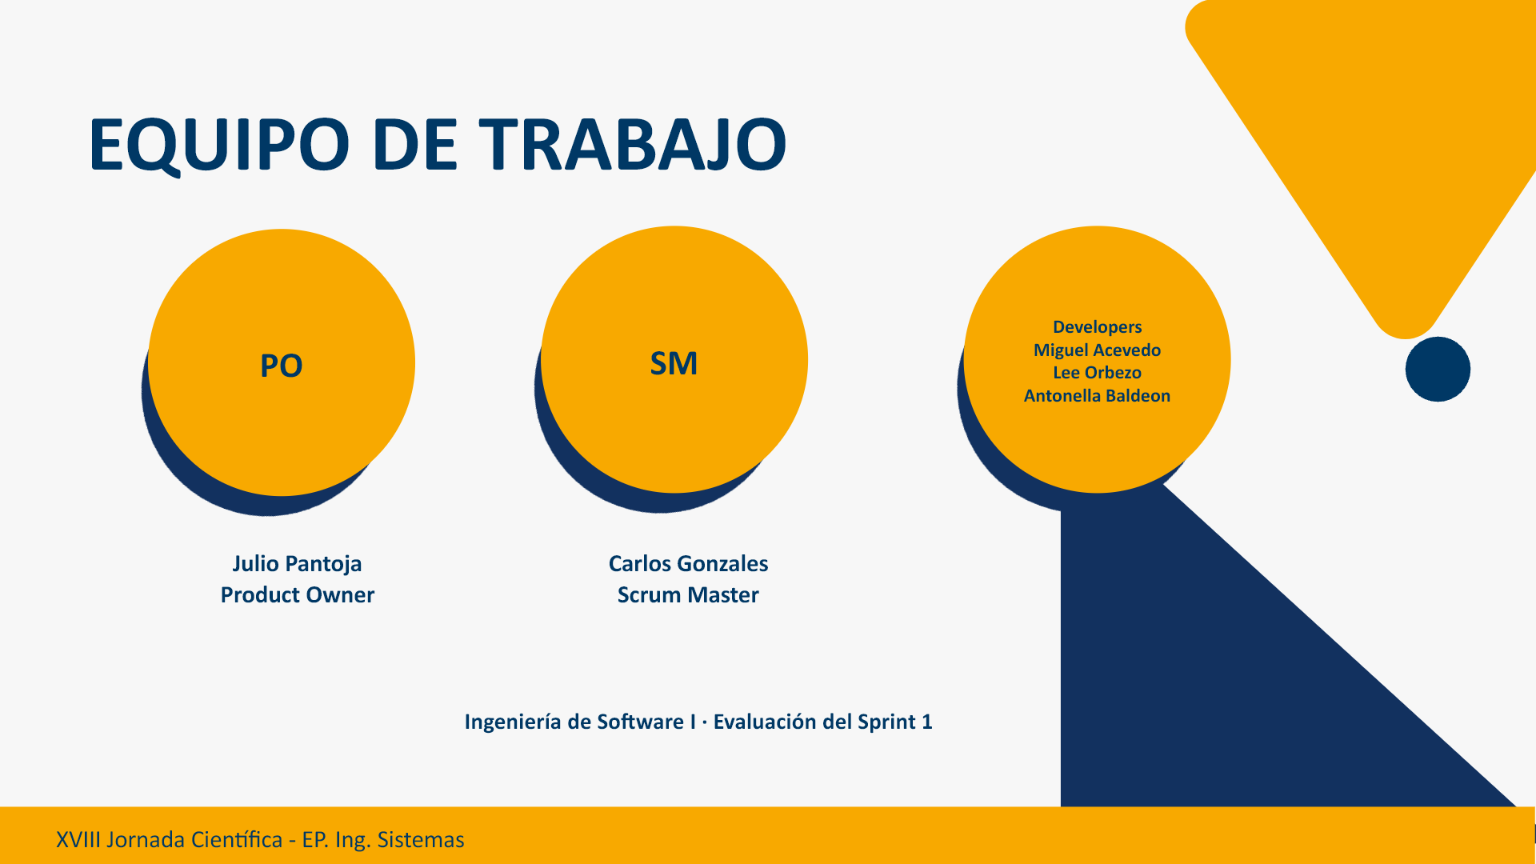 EQUIPO DE TRABAJO
PO
SM
Developers
Miguel Acevedo
Lee Orbezo
Antonella Baldeon
Julio Pantoja
Product Owner
Carlos Gonzales
Scrum Master
Ingeniería de Software I · Evaluación del Sprint 1
XVIII Jornada Científica - EP. Ing. Sistemas